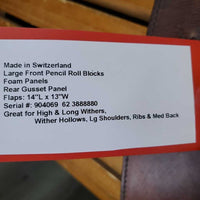 Made in Switzerland
Large Front Pencil Roll Blocks
Foam Panels
Rear Gusset Panel
Flaps: 14"L x 13"W
Serial #: 904069 62 3888880
Great for High & Long Withers,
Wither Hollows, Lg Shoulders, Ribs & Med Back